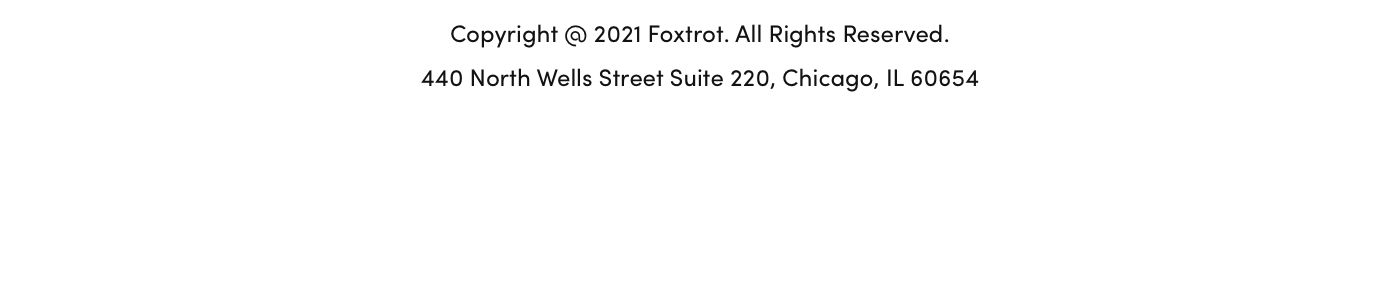 Copyright @ 2021 Foxtrot. All Rights Reserved.
440 North Wells Street Suite 220, Chicago, IL 60654